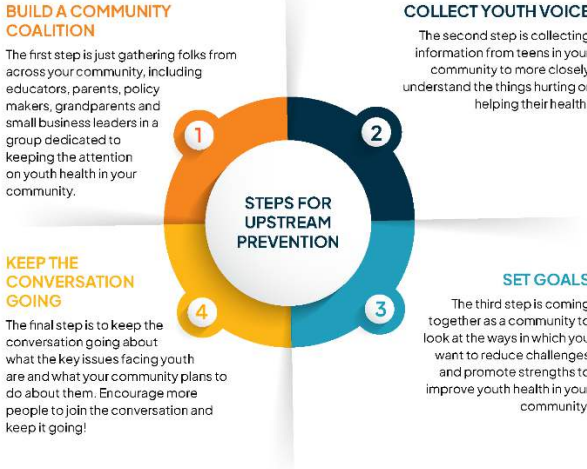 BUILD A COMMUNITY
COALITION
The first step is just gathering folks from
across your community, including
educators, parents, policy
makers, grandparents and
small business leaders in a
group dedicated to
keeping the attention
on youth health in your
community.
1
COLLECT YOUTH VOICE
The second step is collecting
information from teens in your
community to more closely
understand the things hurting or
helping their health
2
STEPS FOR
UPSTREAM
PREVENTION
SET GOALS
The third step is coming
together as a community to
look at the ways in which you
want to reduce challenges
and promote strengths to
improve youth health in your
community
3
KEEP THE
CONVERSATION
GOING
The final step is to keep the
conversation going about
what the key issues facing youth
are and what your community plans to
do about them. Encourage more
people to join the conversation and
keep it going!
4